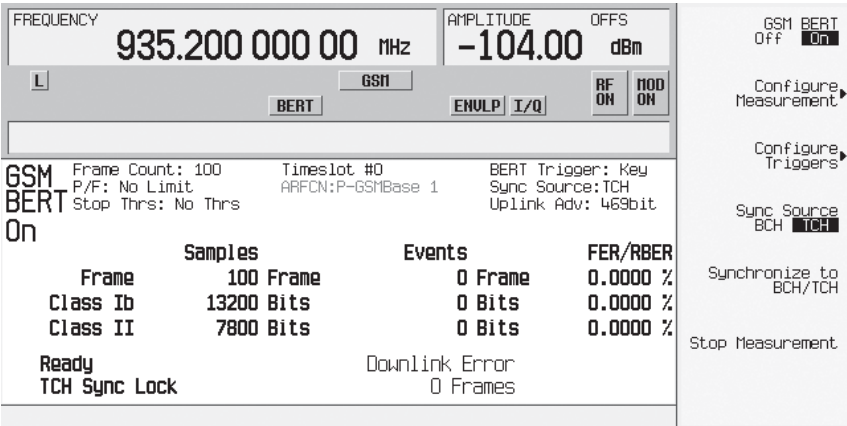 FREQUENCY
935.200 000 00 MHz
AMPLITUDE OFFS
-104.00 dBm
L
GSM
BERT
ENVLP I/Q
RF ON
MOD ON
GSM BERT On
Frame Count: 100 Timeslot #0 BERT Trigger: Key
P/F: No Limit ARFCN:P-GSMBase 1 Sync Source:TCH
Stop Thrs: No Thrs Uplink Adv: 469bit
Samples Events FER/RBER
Frame 100 Frame 0 Frame 0.0000 %
Class Ib 13200 Bits 0 Bits 0.0000 %
Class II 7800 Bits 0 Bits 0.0000 %
Ready Downlink Error
TCH Sync Lock 0 Frames
GSM BERT
Off On
Configure
Measurement
Configure
Triggers
Sync Source
BCH TCH
Synchronize to
BCH/TCH
Stop Measurement